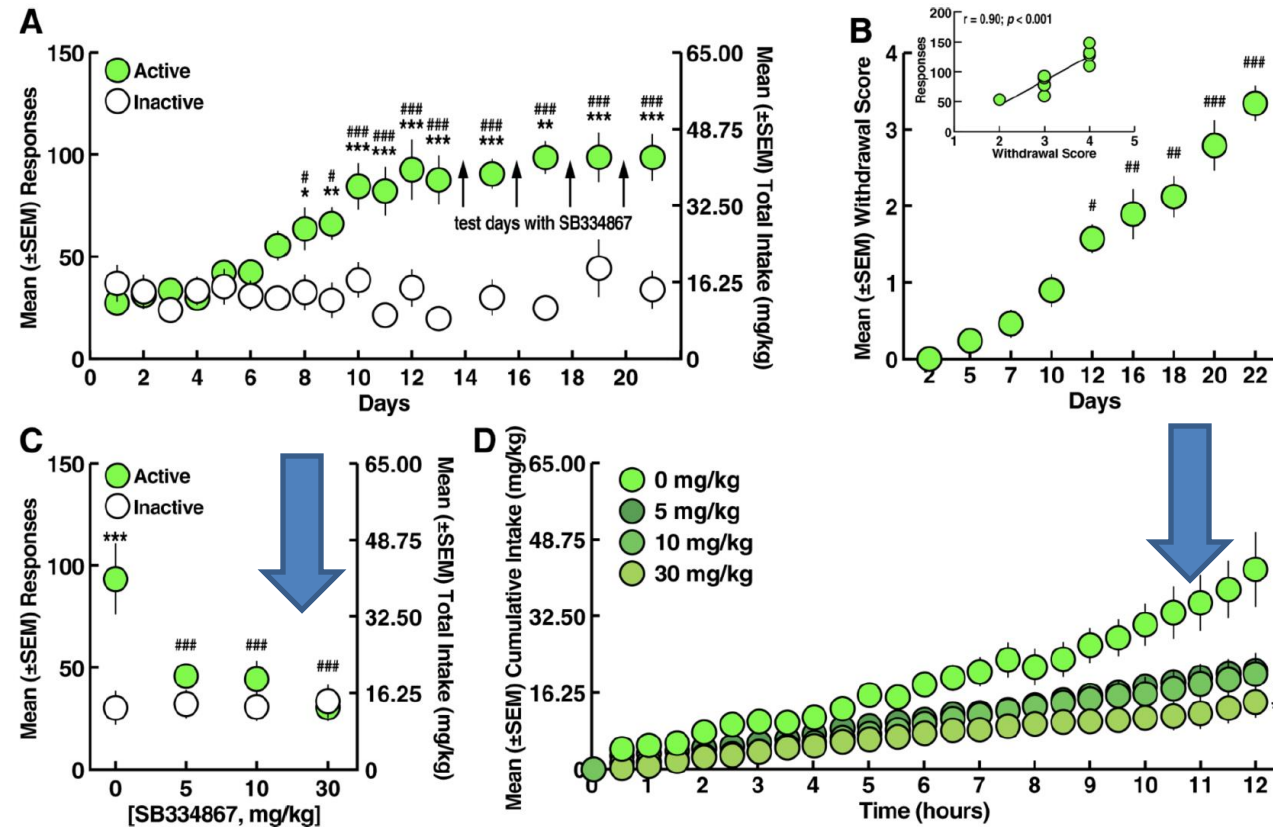 A
Mean (±SEM) Responses
150
100
50
0
Active
Inactive
#
*
#
**
###
***
###
***
###
***
###
***
###
***
###
**
###
***
###
***
test days with SB334867
65.00
48.75
32.50
16.25
0
Mean (±SEM) Total Intake (mg/kg)
0 2 4 6 8 10 12 14 16 18 20
Days
B
Mean (±SEM) Withdrawal Score
4
3
2
1
0
200
150
100
50
0
r = 0.90; p < 0.001
Responses
1 2 3 4 5
Withdrawal Score
#
##
##
###
###
2 5 7 10 12 16 18 20 22
Days
C
Mean (±SEM) Responses
150
100
50
0
Active
Inactive
***
###
###
###
65.00
48.75
32.50
16.25
0
Mean (±SEM) Total Intake (mg/kg)
0 5 10 30
[SB334867, mg/kg]
D
Mean (±SEM) Cumulative Intake (mg/kg)
65.00
48.75
32.50
16.25
0
0 mg/kg
5 mg/kg
10 mg/kg
30 mg/kg
0 1 2 3 4 5 6 7 8 9 10 11 12
Time (hours)